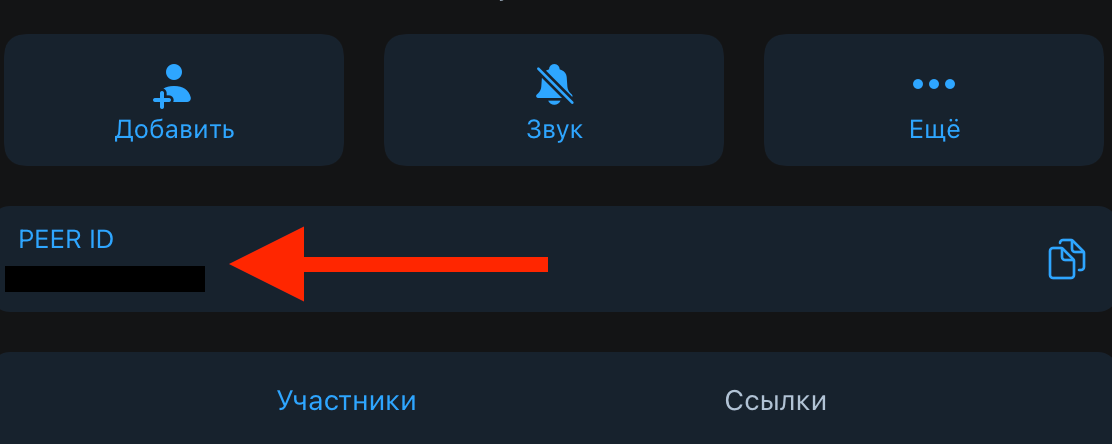 Добавить
Звук
Ещё
PEER ID
Участники
Ссылки